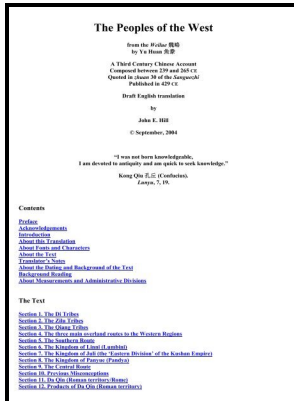 The Peoples of the West
from the Weilue 魏略
by Yu Huan 魚豢
A Third Century Chinese Account
Composed between 239 and 265 CE
Quoted in zhuan 30 of the Sanguozhi
Published in 429 CE
Draft English translation
by
John E. Hill
© September, 2004
“I was not born knowledgeable,
I am devoted to antiquity and am quick to seek knowledge.”
Kong Qiu 孔丘 (Confucius).
Lunyu, 7, 19.
Contents
Preface
Acknowledgements
Introduction
About this Translation
About Fonts and Characters
About the Text
Translator's Notes
About the Dating and Background of the Text
Background Reading
About Measurements and Administrative Divisions
The Text
Section 1. The Di Tribes
Section 2. The Zilu Tribes
Section 3. The Qiang Tribes
Section 4. The three main overland routes to the Western Regions
Section 5. The Southern Route
Section 6. The Kingdom of Linni (Lumbini)
Section 7. The Kingdom of Juli (the ‘Eastern Division’ of the Kushan Empire)
Section 8. The Kingdom of Panyue (Pandya)
Section 9. The Central Route
Section 10. Previous Misconceptions
Section 11. Da Qin (Roman territory/Rome)
Section 12. Products of Da Qin (Roman territory)